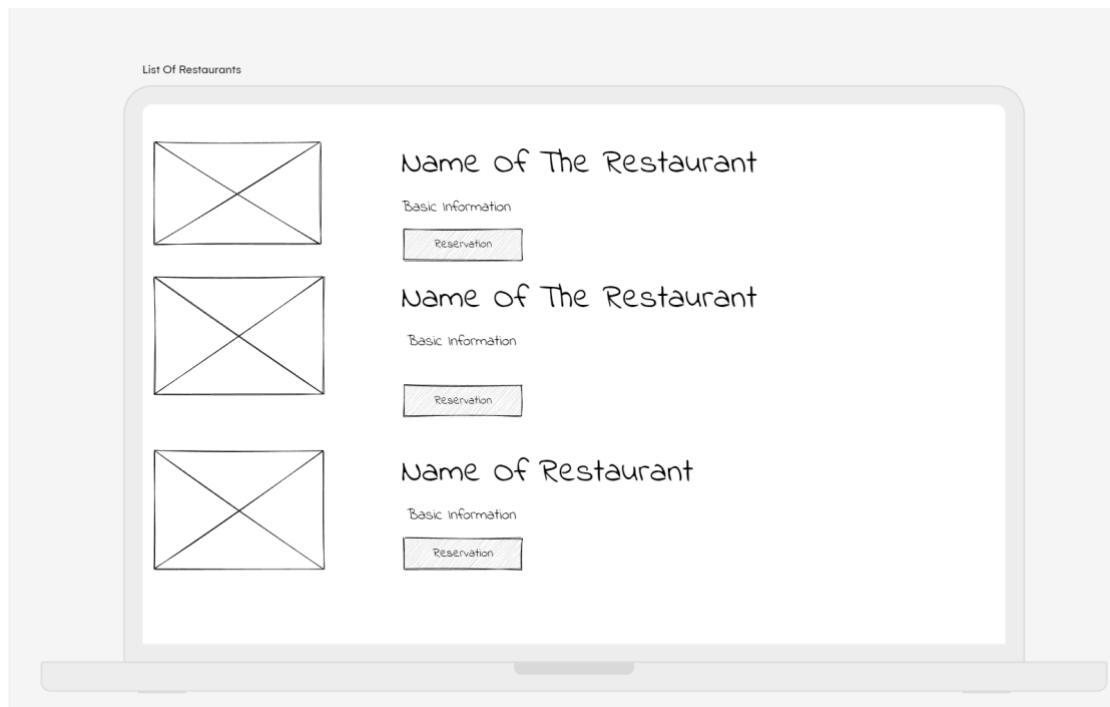 List Of Restaurants
Name Of The Restaurant
Basic Information
Reservation
Name Of The Restaurant
Basic Information
Reservation
Name Of Restaurant
Basic Information
Reservation